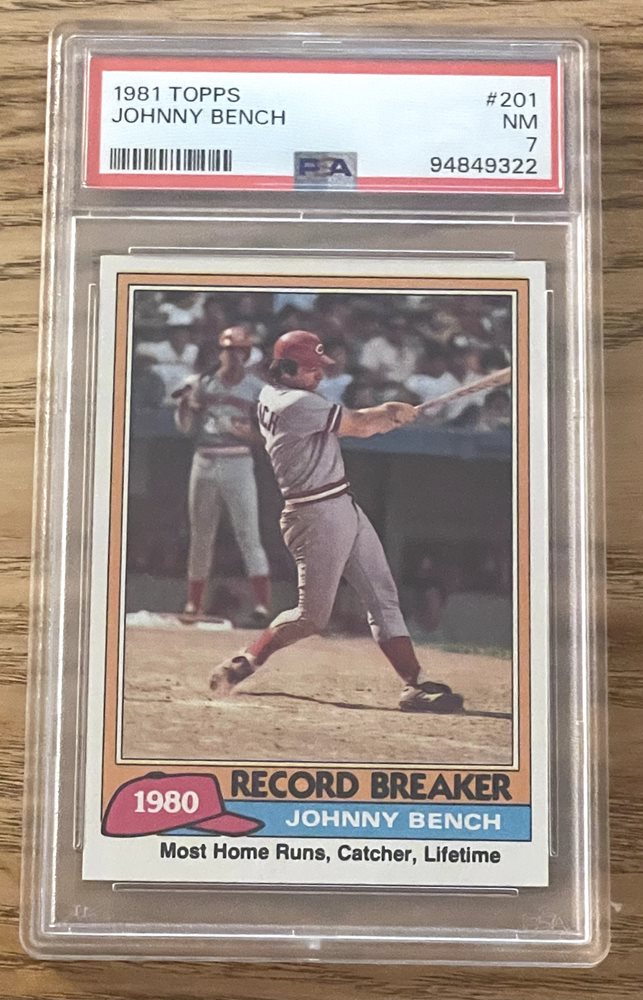 1981 TOPPS
#201
JOHNNY BENCH
NM
7
PSA
94849322
C
1980
RECORD BREAKER
JOHNNY BENCH
Most Home Runs, Catcher, Lifetime
PSA